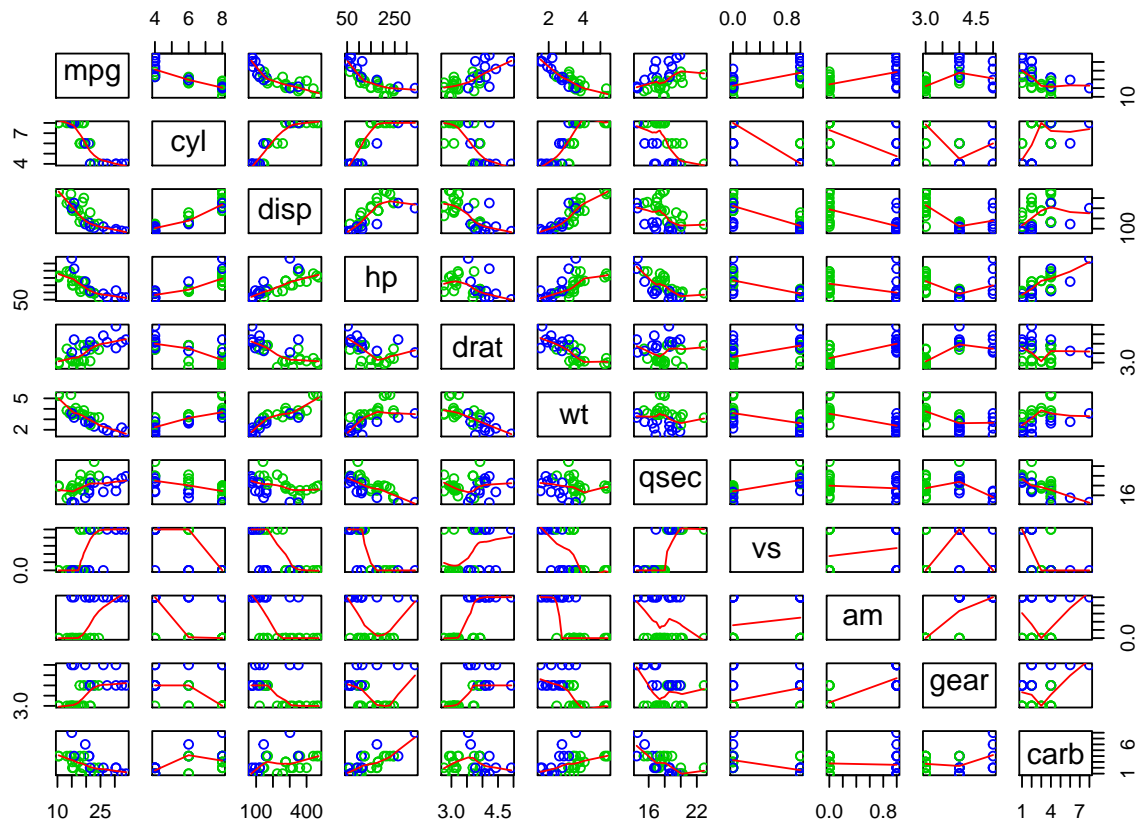 4 6 8 50 250 2 4 0.0 0.8 3.0 4.5
mpg 10
4 7 cyl
disp 100
50 hp
drat 3.0
2 5 wt
qsec 16
0.0 vs
am 0.0
3.0 gear
carb 1 6
10 25 100 400 3.0 4.5 16 22 0.0 0.8 1 4 7